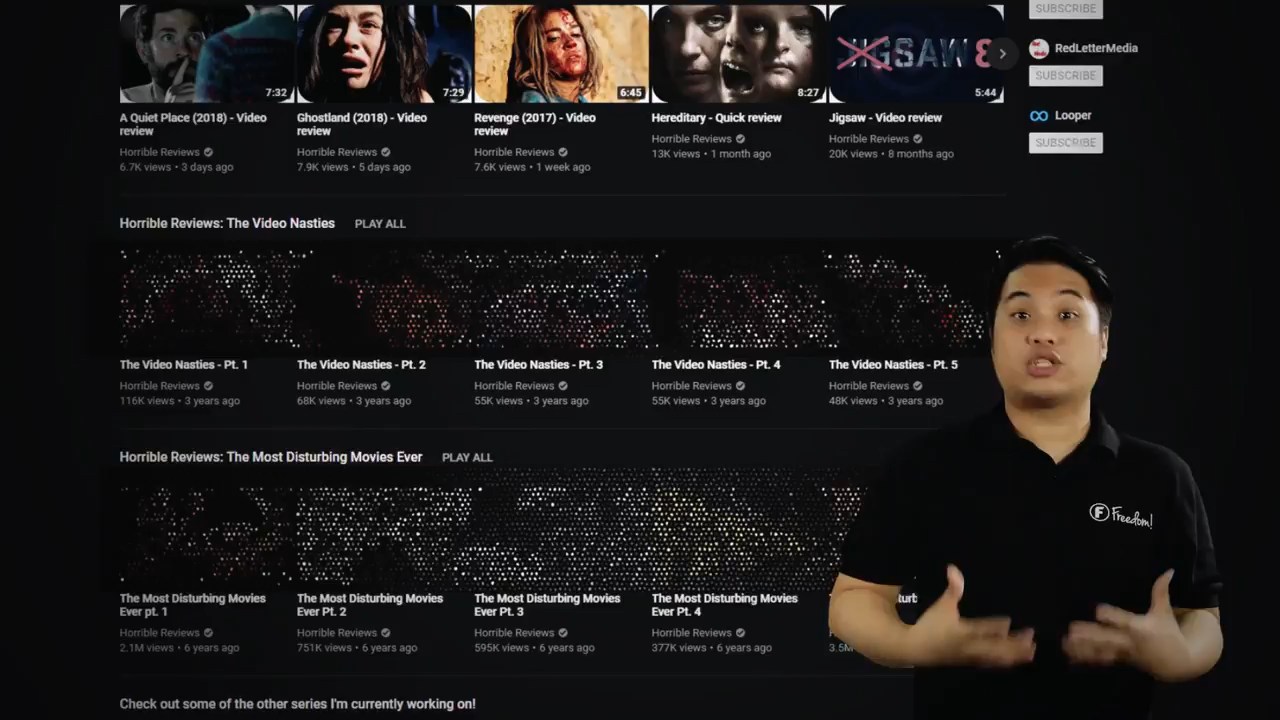 SUBSCRIBE
RedLetterMedia
SUBSCRIBE
Looper
SUBSCRIBE
7:32
7:29
6:45
8:27
JIGSAW 8
5:44
A Quiet Place (2018) - Video
review
Horrible Reviews
6.7K views • 3 days ago
Ghostland (2018) - Video
review
Horrible Reviews
7.9K views • 5 days ago
Revenge (2017) - Video
review
Horrible Reviews
7.6K views • 1 week ago
Hereditary - Quick review
Horrible Reviews
13K views • 1 month ago
Jigsaw - Video review
Horrible Reviews
20K views • 8 months ago
Horrible Reviews: The Video Nasties PLAY ALL
The Video Nasties - Pt. 1
Horrible Reviews
116K views • 3 years ago
The Video Nasties - Pt. 2
Horrible Reviews
68K views • 3 years ago
The Video Nasties - Pt. 3
Horrible Reviews
55K views • 3 years ago
The Video Nasties - Pt. 4
Horrible Reviews
55K views • 3 years ago
The Video Nasties - Pt. 5
Horrible Reviews
48K views • 3 years ago
Horrible Reviews: The Most Disturbing Movies Ever PLAY ALL
The Most Disturbing Movies
Ever pt. 1
Horrible Reviews
2.1M views • 6 years ago
The Most Disturbing Movies
Ever Pt. 2
Horrible Reviews
751K views • 6 years ago
The Most Disturbing Movies
Ever Pt. 3
Horrible Reviews
595K views • 6 years ago
The Most Disturbing Movies
Ever Pt. 4
Horrible Reviews
377K views • 6 years ago
3.5M
F Freedom!
Check out some of the other series I'm currently working on!